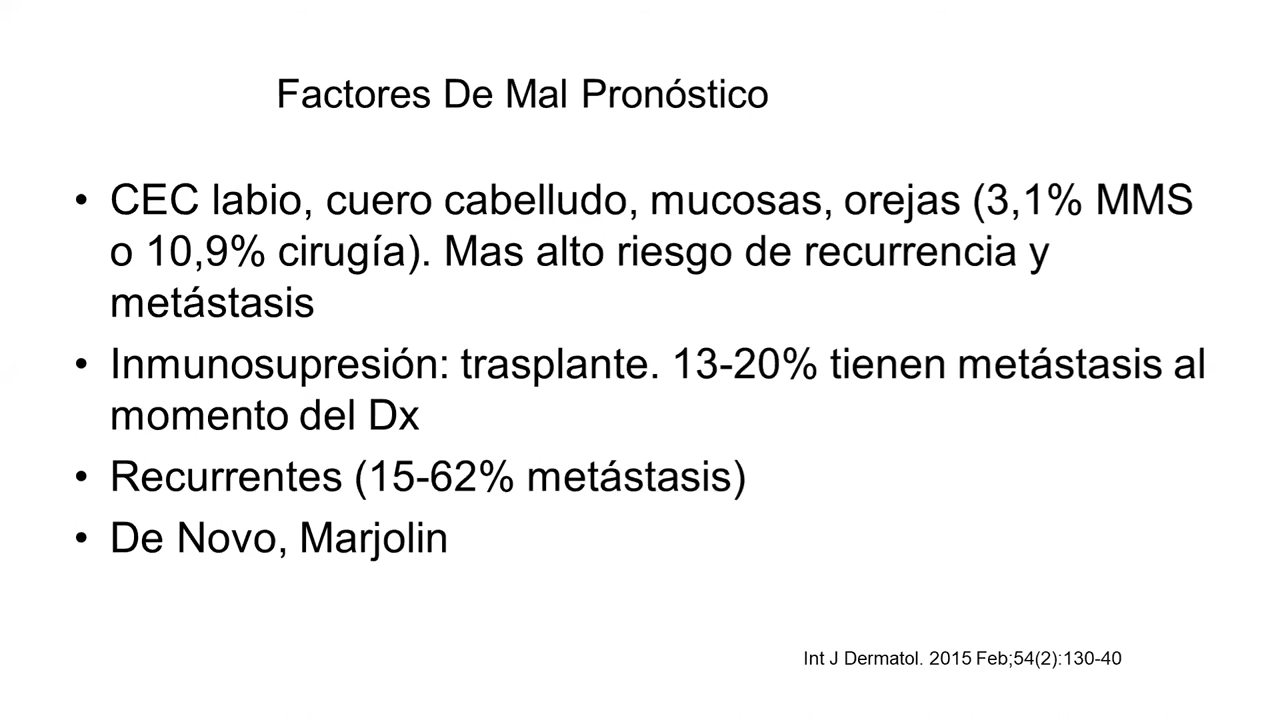 Factores De Mal Pronóstico
• CEC labio, cuero cabelludo, mucosas, orejas (3,1% MMS
o 10,9% cirugía). Mas alto riesgo de recurrencia y
metástasis
• Inmunosupresión: trasplante. 13-20% tienen metástasis al
momento del Dx
• Recurrentes (15-62% metástasis)
• De Novo, Marjolin
Int J Dermatol. 2015 Feb;54(2):130-40